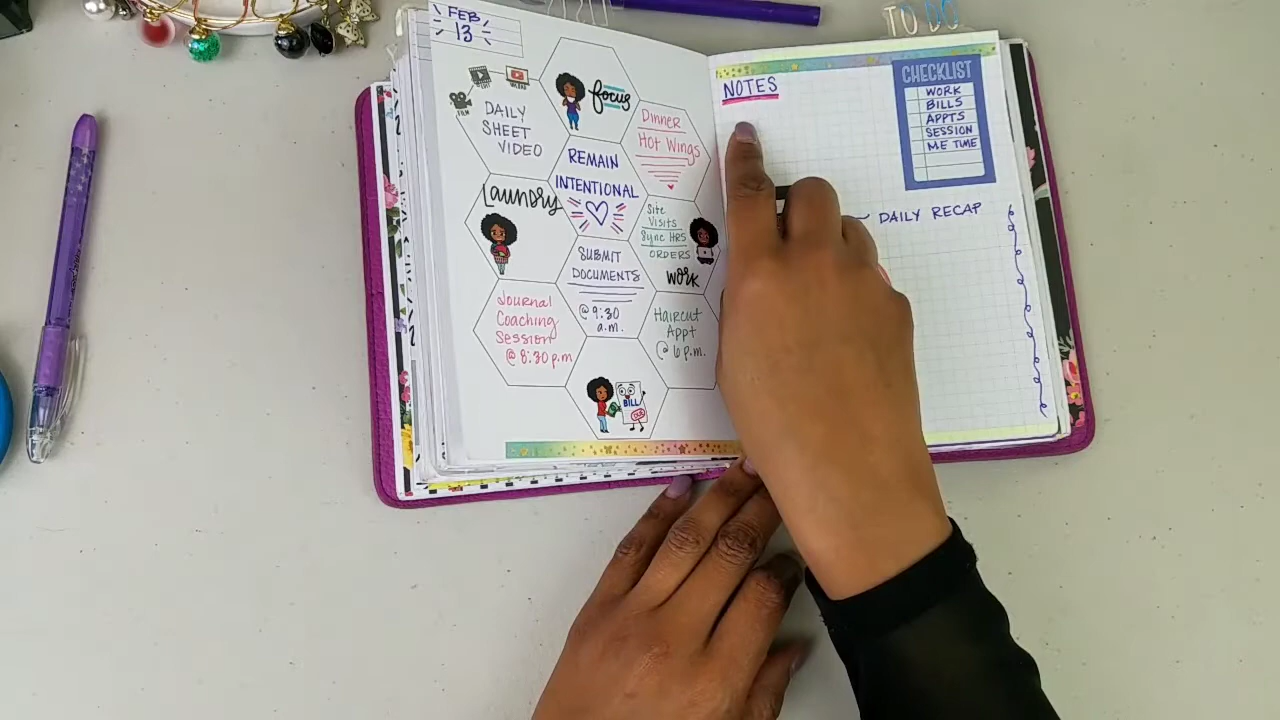 FEB
13
TO DO
EDIT
FILM
focus
DAILY
SHEET
VIDEO
Dinner
Hot Wings
REMAIN
INTENTIONAL
Laundry
Site
Visits
Sync Hrs
ORDERS
WORK
SUBMIT
DOCUMENTS
@ 9:30
a.m.
Journal
Coaching
Session
@ 8:30 p.m
Haircut
Appt
@ 6 p.m.
BILL
NOTES
CHECKLIST
WORK
BILLS
APPTS
SESSION
ME TIME
DAILY RECAP